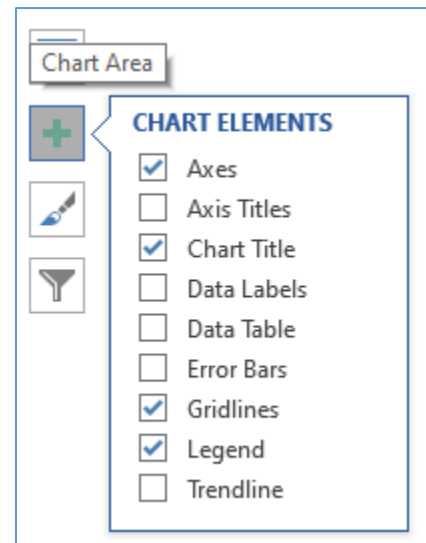 Chart Area
CHART ELEMENTS
Axes
Axis Titles
Chart Title
Data Labels
Data Table
Error Bars
Gridlines
Legend
Trendline